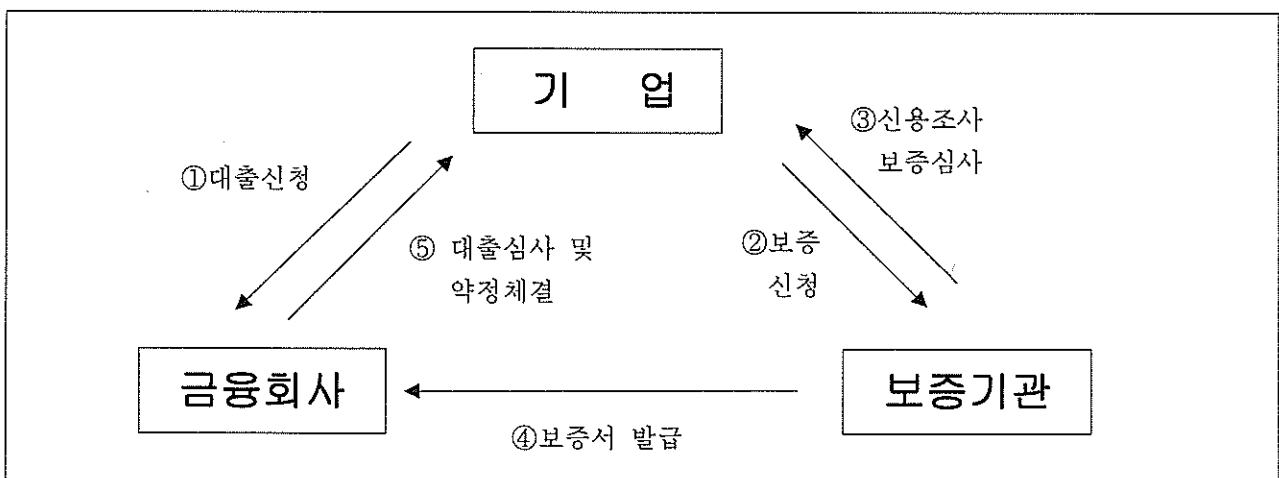 기 업
③신용조사
보증심사
①대출신청
⑤ 대출심사 및
약정체결
②보증
신청
금융회사
보증기관
④보증서 발급